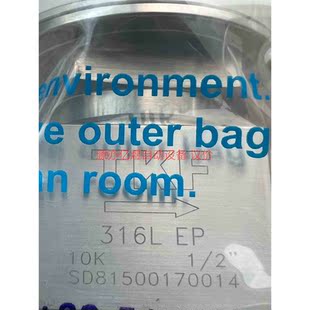 environment.
e outer bag
n room.
316L EP
10K 1/2"
SD81500170014